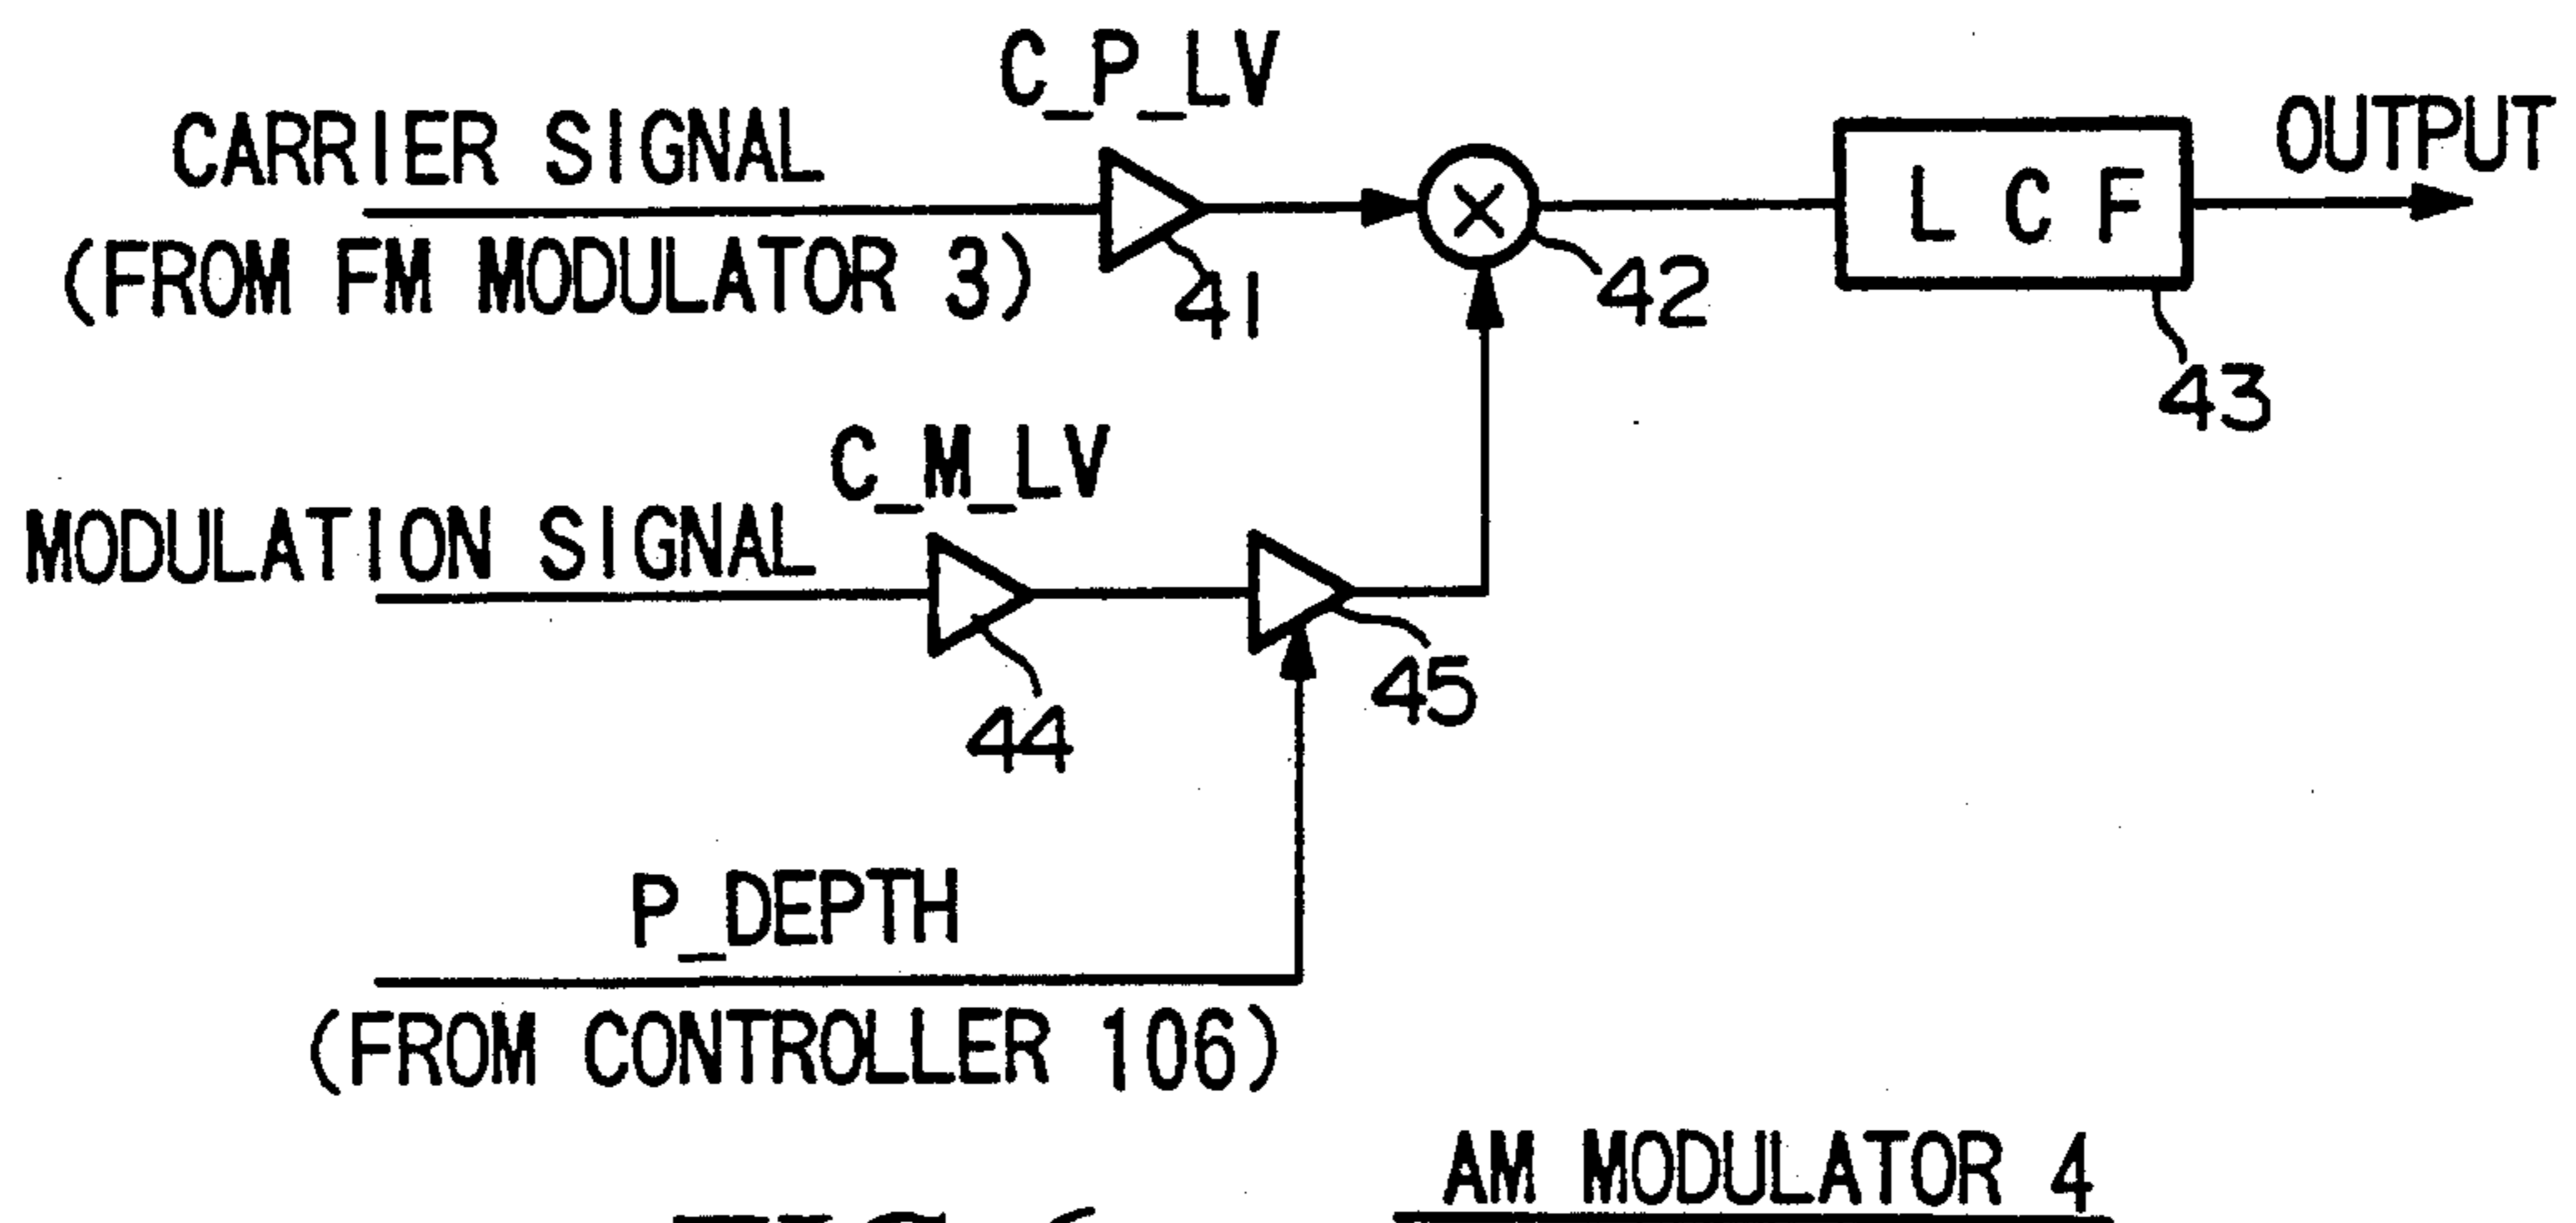 C_P_LV
CARRIER SIGNAL
OUTPUT
LCF
(FROM FM MODULATOR 3)
41
42
43
C_M_LV
MODULATION SIGNAL
45
44
P_DEPTH
(FROM CONTROLLER 106)
AM MODULATOR 4